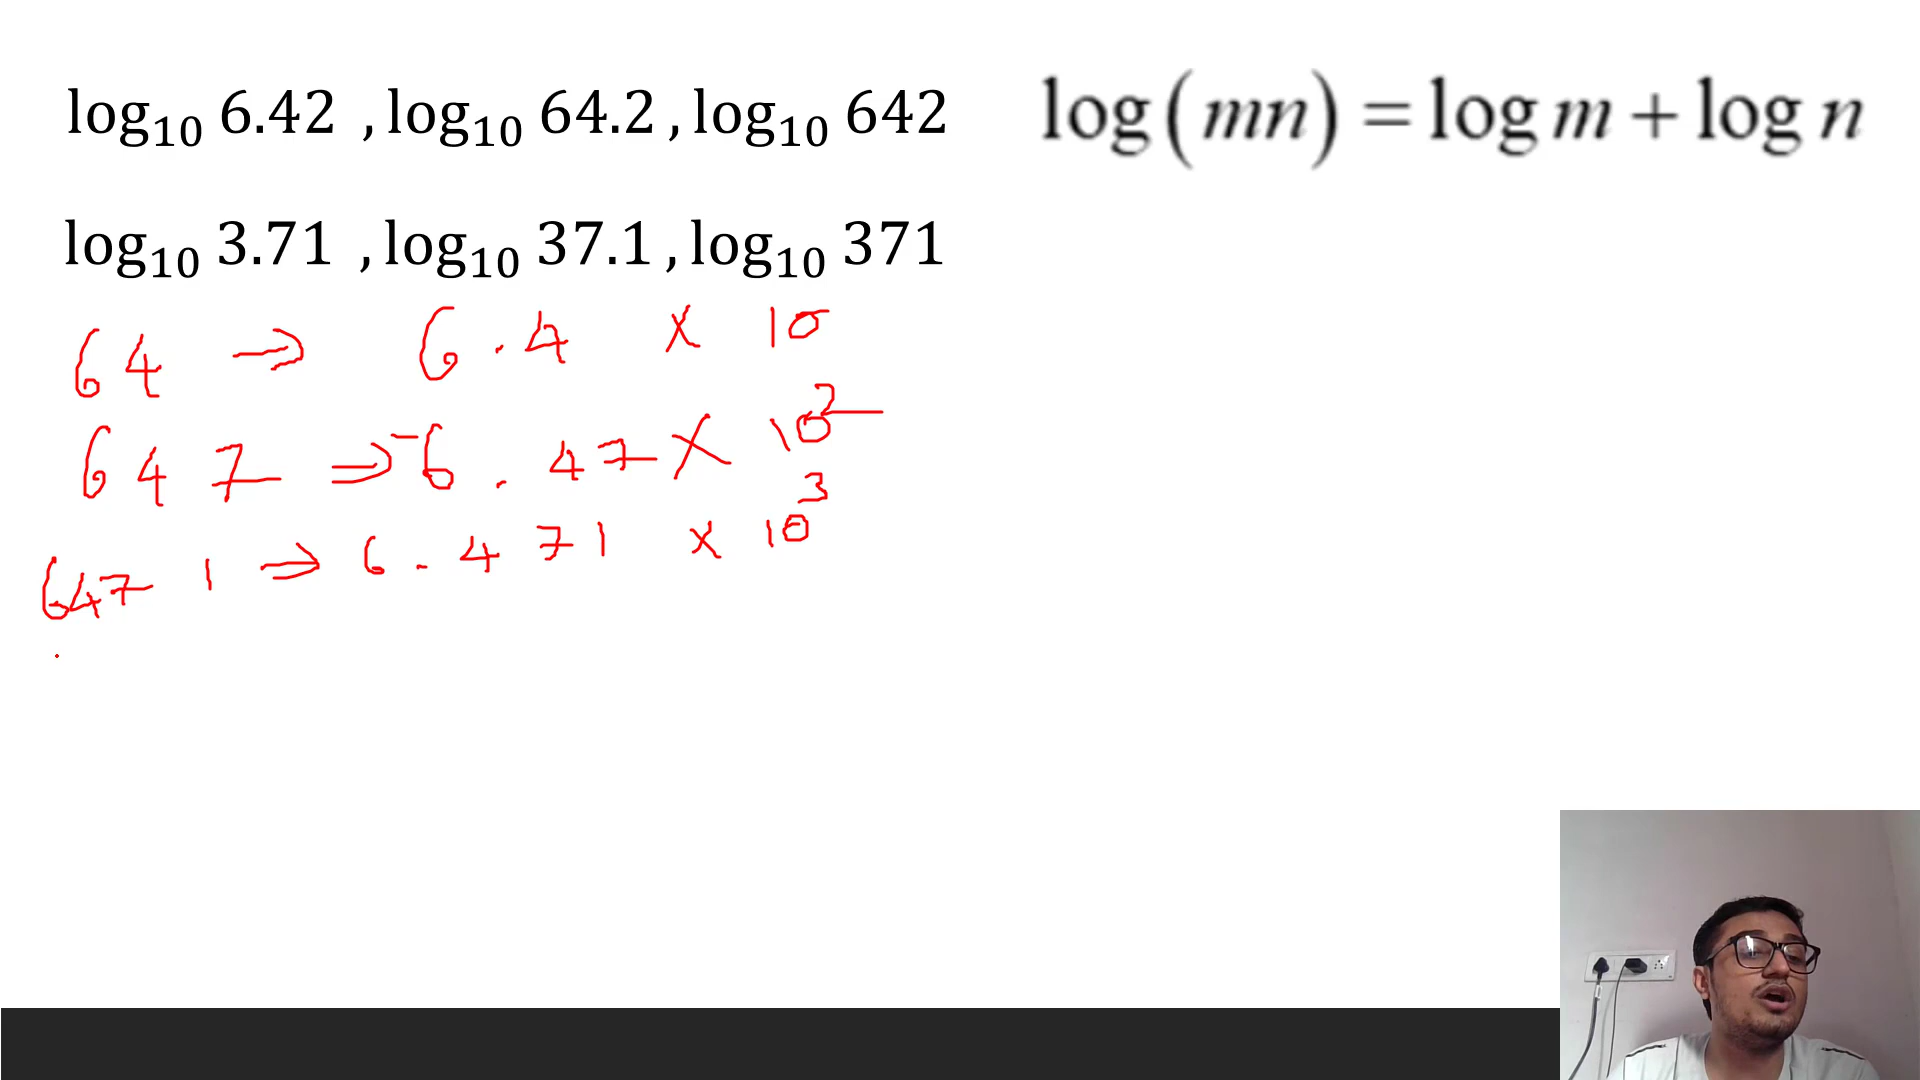 log₁₀ 6.42 , log₁₀ 64.2 , log₁₀ 642
log(mn) = log m + log n
log₁₀ 3.71 , log₁₀ 37.1 , log₁₀ 371
64 ⇒ 6.4 × 10
647 ⇒ 6.47 × 10²
6471 ⇒ 6.471 × 10³